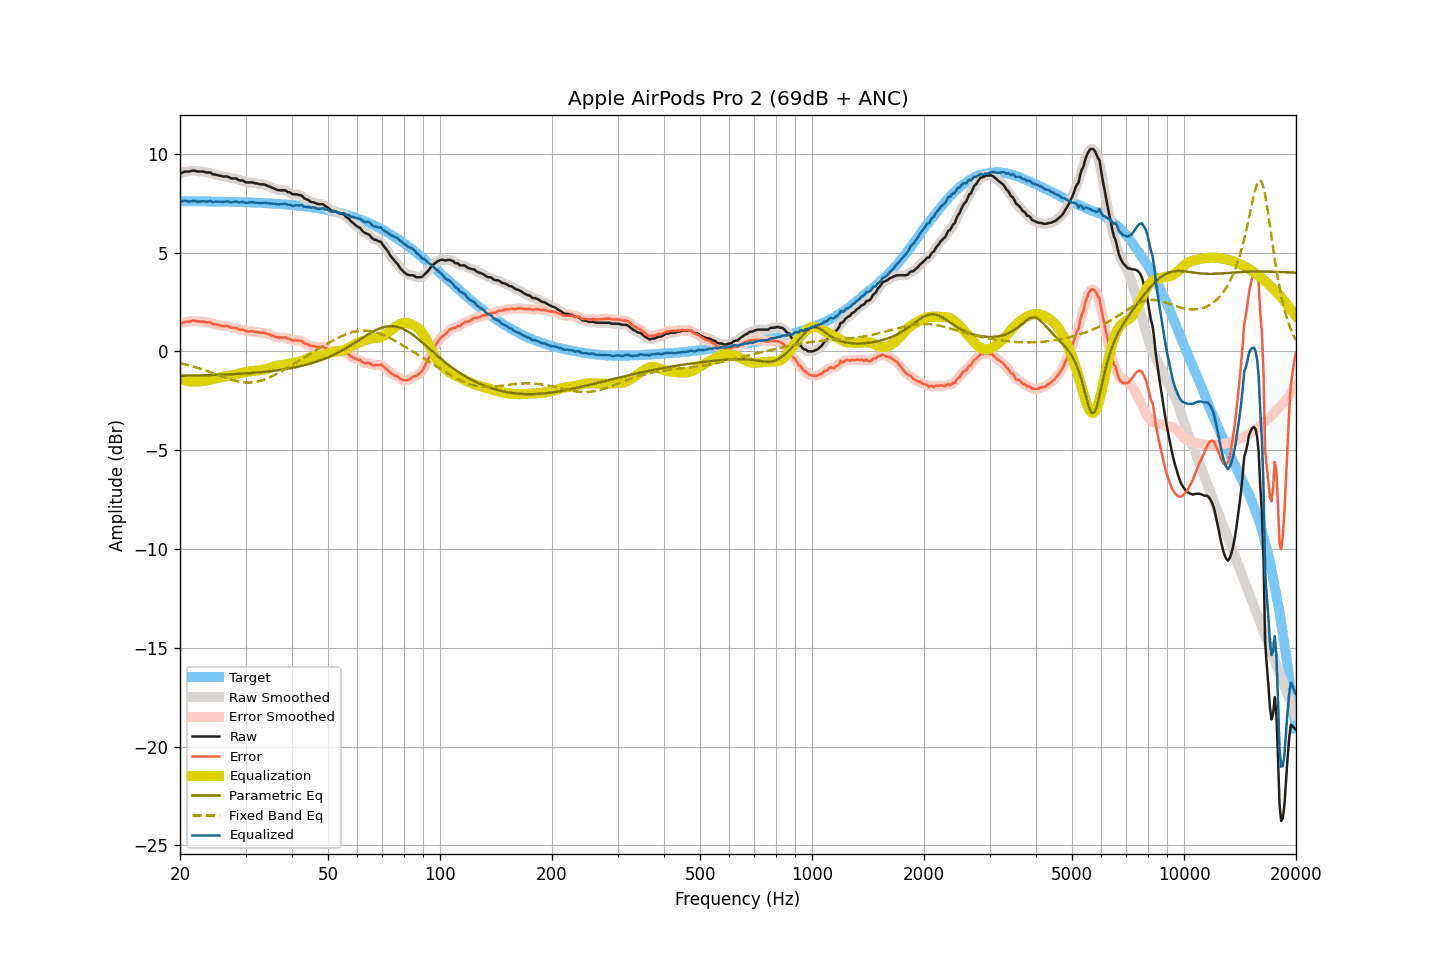 Apple AirPods Pro 2 (69dB + ANC)
10
5
0
−5
−10
−15
−20
−25
Amplitude (dBr)
Target
Raw Smoothed
Error Smoothed
Raw
Error
Equalization
Parametric Eq
Fixed Band Eq
Equalized
20 50 100 200 500 1000 2000 5000 10000 20000
Frequency (Hz)